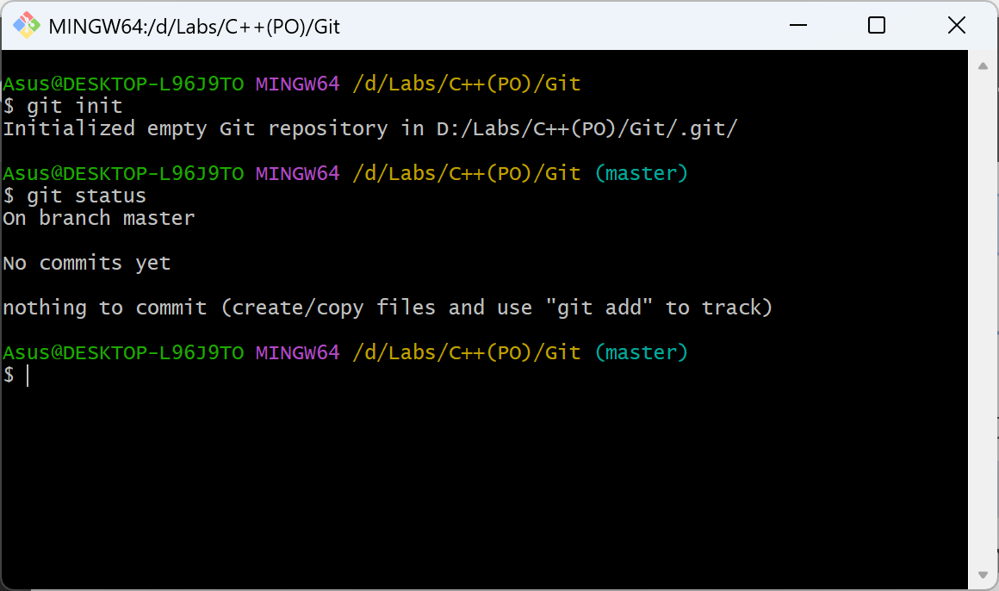 MINGW64:/d/Labs/C++(PO)/Git
Asus@DESKTOP-L96J9TO MINGW64 /d/Labs/C++(PO)/Git
$ git init
Initialized empty Git repository in D:/Labs/C++(PO)/Git/.git/
Asus@DESKTOP-L96J9TO MINGW64 /d/Labs/C++(PO)/Git (master)
$ git status
On branch master
No commits yet
nothing to commit (create/copy files and use "git add" to track)
Asus@DESKTOP-L96J9TO MINGW64 /d/Labs/C++(PO)/Git (master)
$